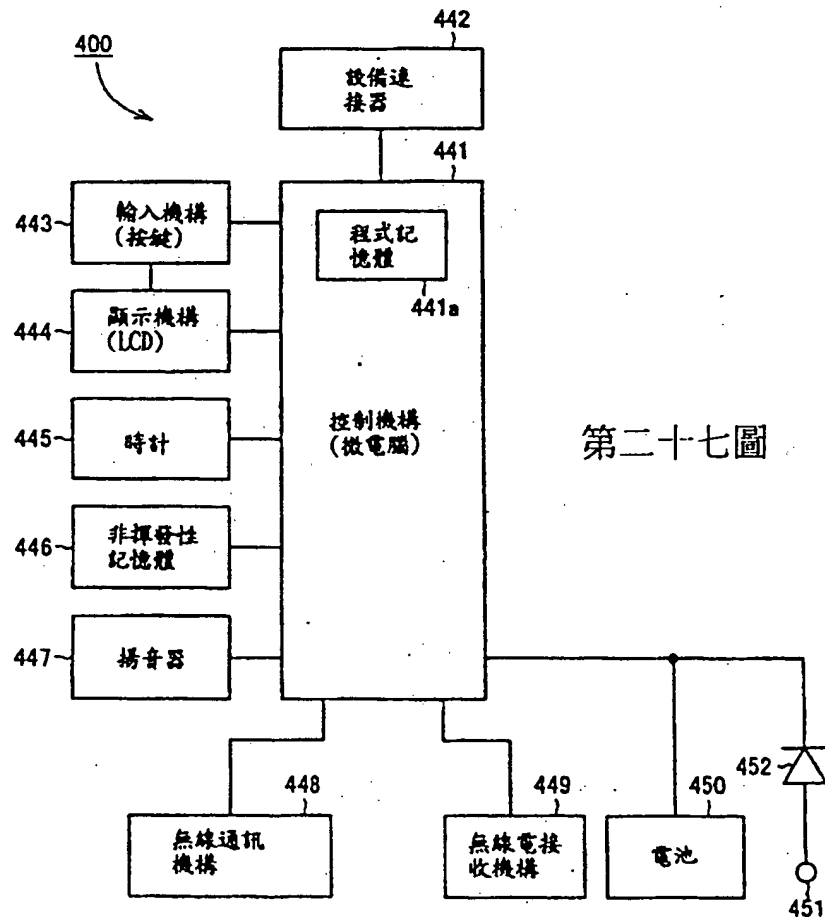 400
442
設備連
接器
441
443
輸入機構
(按鍵)
程式記
憶體
441a
444
顯示機構
(LCD)
445
時計
控制機構
(微電腦)
第二十七圖
446
非揮發性
記憶體
447
揚音器
448
無線通訊
機構
449
無線電接
收機構
450
電池
452
451